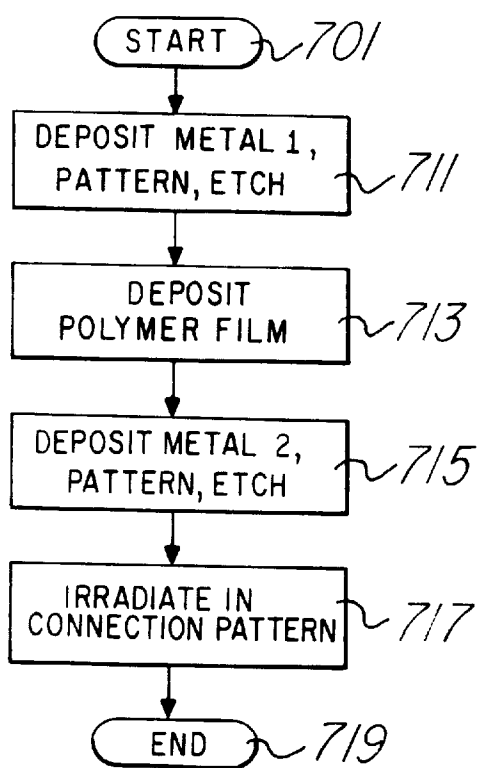 START
701
DEPOSIT METAL 1,
PATTERN, ETCH
711
DEPOSIT
POLYMER FILM
713
DEPOSIT METAL 2,
PATTERN, ETCH
715
IRRADIATE IN
CONNECTION PATTERN
717
END
719